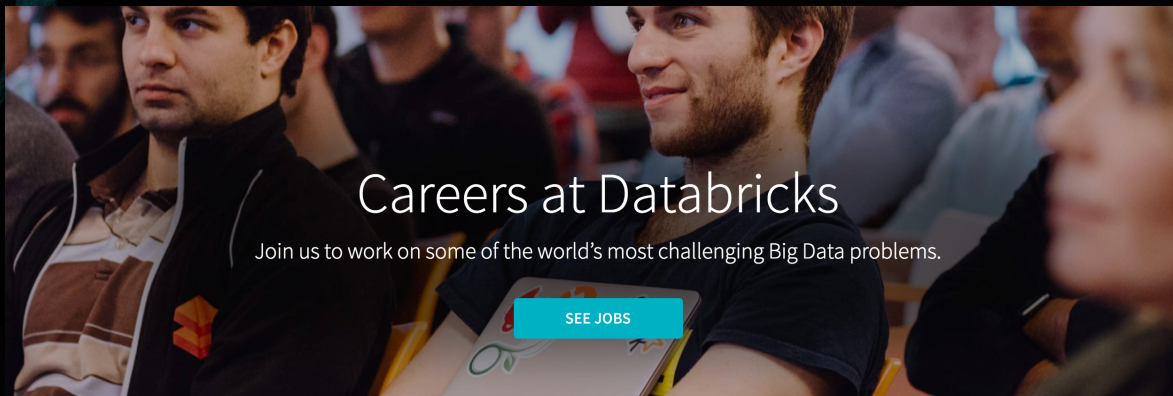 Careers at Databricks
Join us to work on some of the world's most challenging Big Data problems.
SEE JOBS